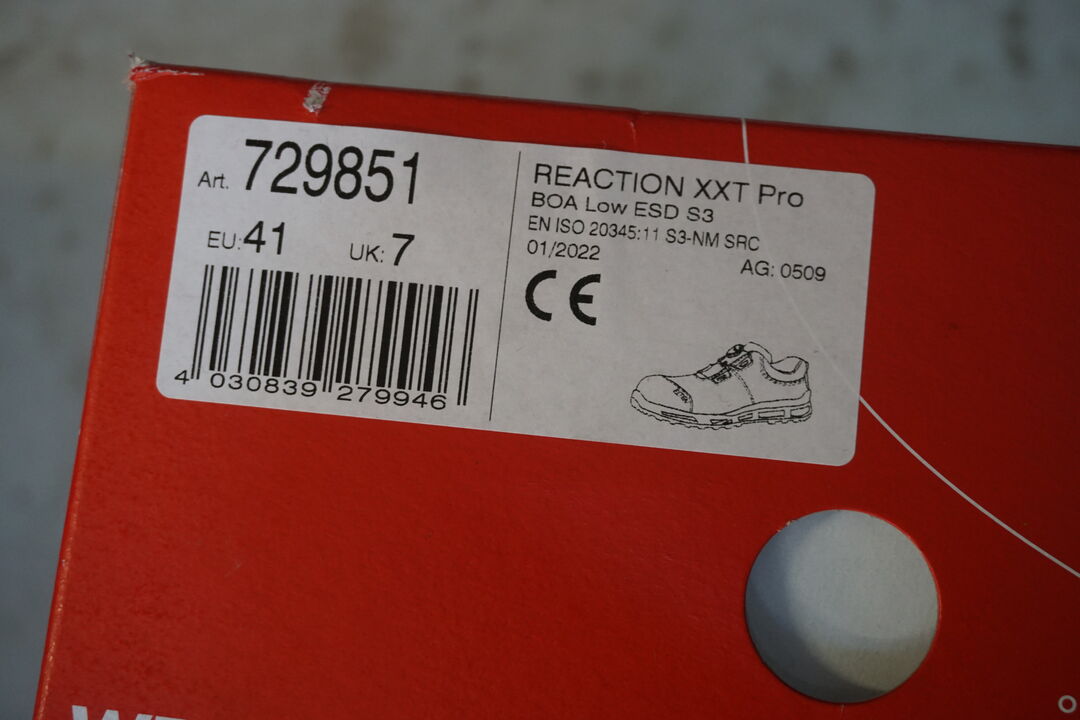 Art. 729851
EU: 41 UK: 7
4 030839 279946
REACTION XXT Pro
BOA Low ESD S3
EN ISO 20345:11 S3-NM SRC
01/2022
AG: 0509
CE